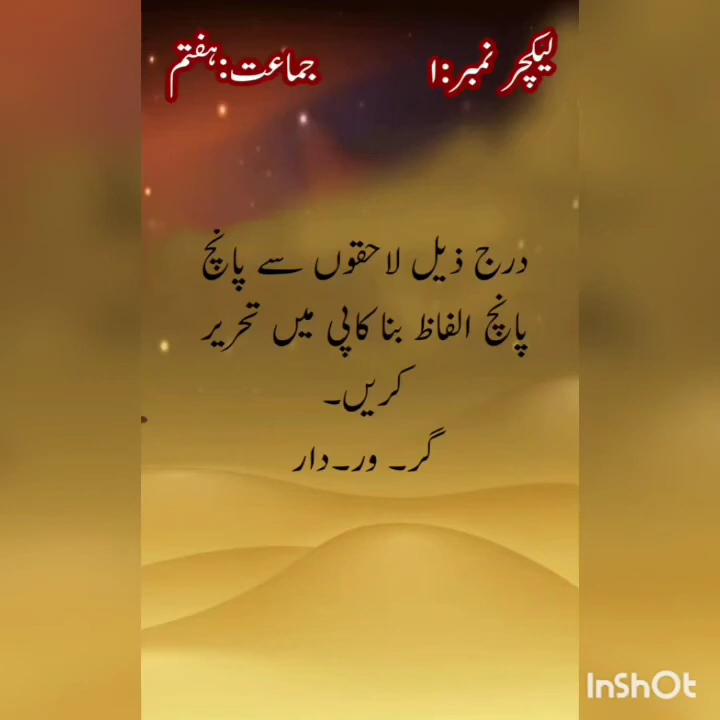 لیکچر نمبر:۱ جماعت:ہفتم
درج ذیل لاحقوں سے پانچ
پانچ الفاظ بنا کاپی میں تحریر
کریں۔
گر۔ ور۔دار
InShOt